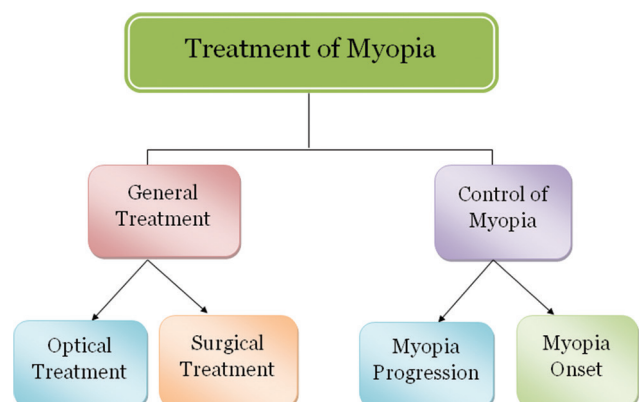 Treatment of Myopia
General
Treatment
Control of
Myopia
Optical
Treatment
Surgical
Treatment
Myopia
Progression
Myopia
Onset